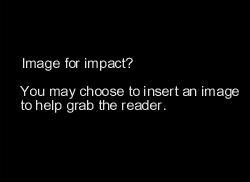 Image for impact?
You may choose to insert an image
to help grab the reader.